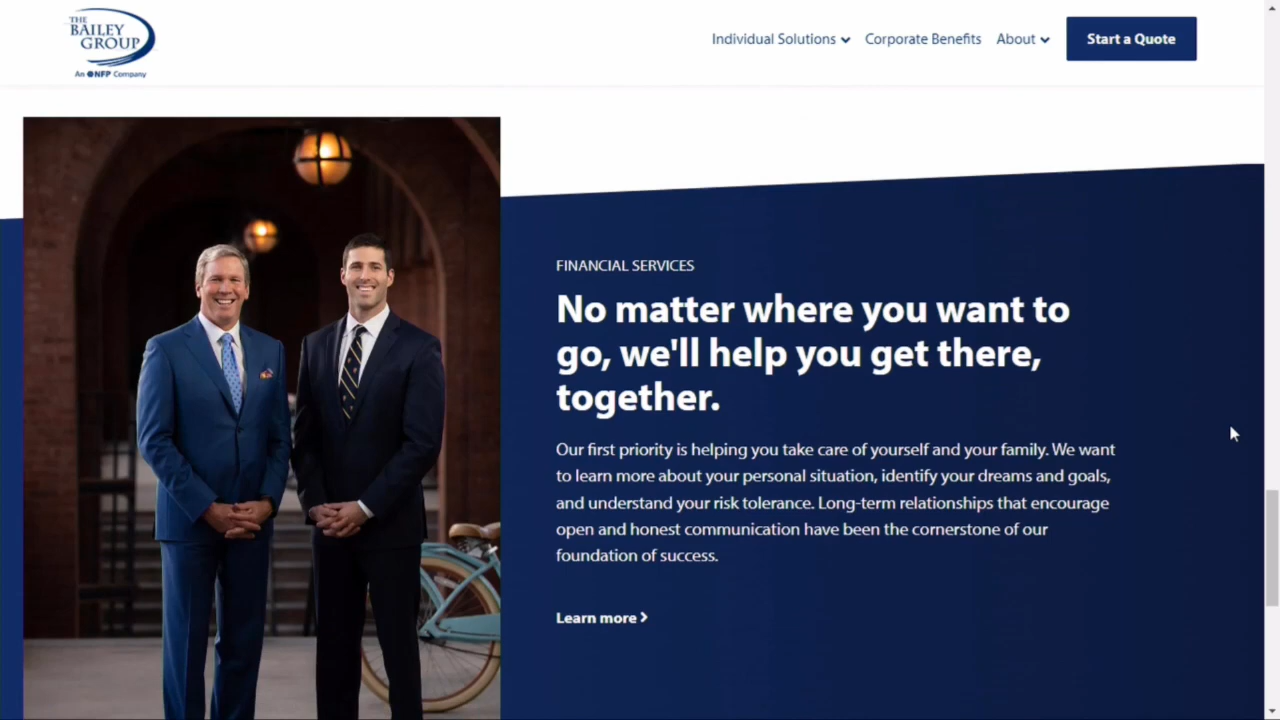 THE
BAILEY
GROUP
An NFP Company
Individual Solutions
Corporate Benefits
About
Start a Quote
FINANCIAL SERVICES
No matter where you want to
go, we'll help you get there,
together.
Our first priority is helping you take care of yourself and your family. We want
to learn more about your personal situation, identify your dreams and goals,
and understand your risk tolerance. Long-term relationships that encourage
open and honest communication have been the cornerstone of our
foundation of success.
Learn more